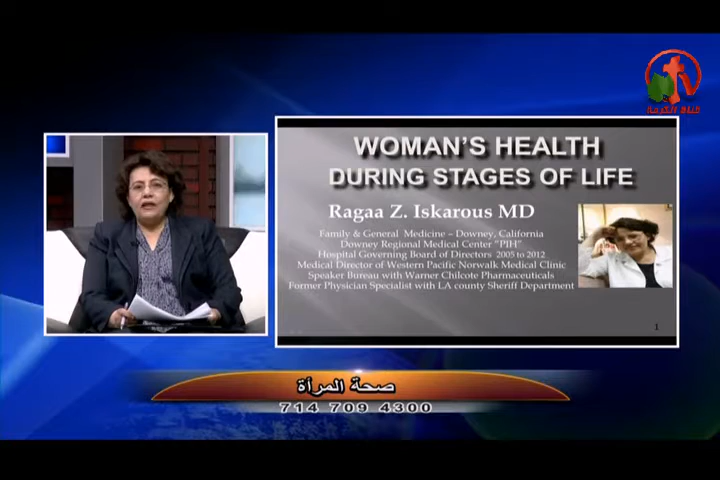 قناة الكرمة
WOMAN'S HEALTH
DURING STAGES OF LIFE
Ragaa Z. Iskarous MD
Family & General Medicine – Downey, California
Downey Regional Medical Center "PIH"
Hospital Governing Board of Directors 2005 to 2012
Medical Director of Western Pacific Norwalk Medical Clinic
Speaker Bureau with Warner Chilcote Pharmaceuticals
Former Physician Specialist with LA county Sheriff Department
1
صحة المرأة
714 709 4300